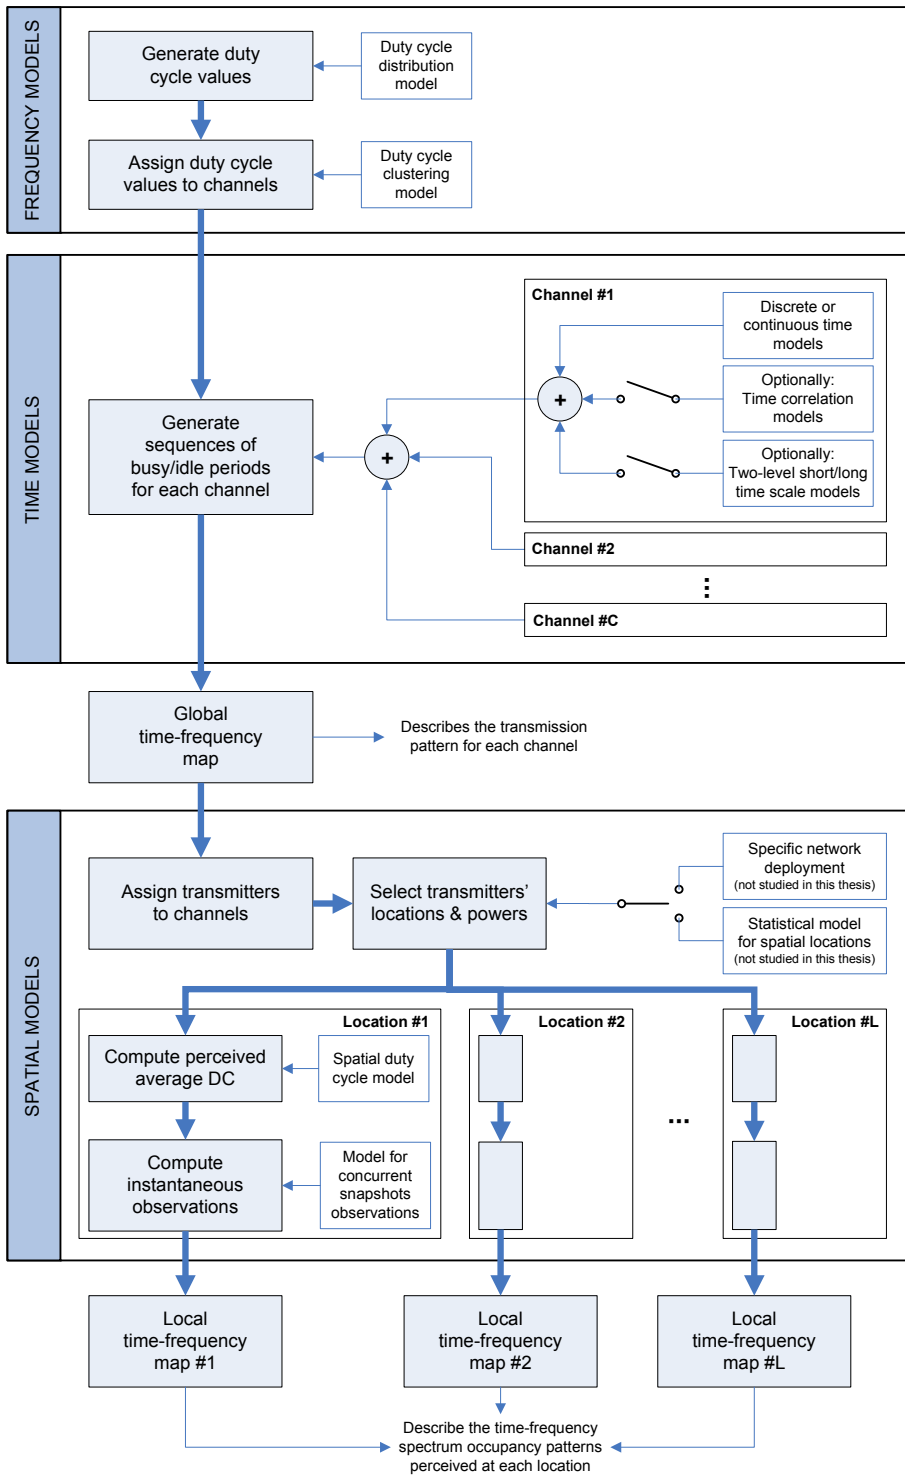 FREQUENCY MODELS
Generate duty
cycle values
Duty cycle
distribution
model
Assign duty cycle
values to channels
Duty cycle
clustering
model
TIME MODELS
Channel #1
Discrete or
continuous time
models
Optionally:
Time correlation
models
Optionally:
Two-level short/long
time scale models
+
Generate
sequences of
busy/idle periods
for each channel
+
Channel #2
⋮
Channel #C
Global
time-frequency
map
Describes the transmission
pattern for each channel
SPATIAL MODELS
Assign transmitters
to channels
Select transmitters'
locations & powers
Specific network
deployment
(not studied in this thesis)
Statistical model
for spatial locations
(not studied in this thesis)
Location #1
Compute perceived
average DC
Spatial duty
cycle model
Compute
instantaneous
observations
Model for
concurrent
snapshots
observations
Location #2
...
Location #L
Local
time-frequency
map #1
Local
time-frequency
map #2
Local
time-frequency
map #L
Describe the time-frequency
spectrum occupancy patterns
perceived at each location